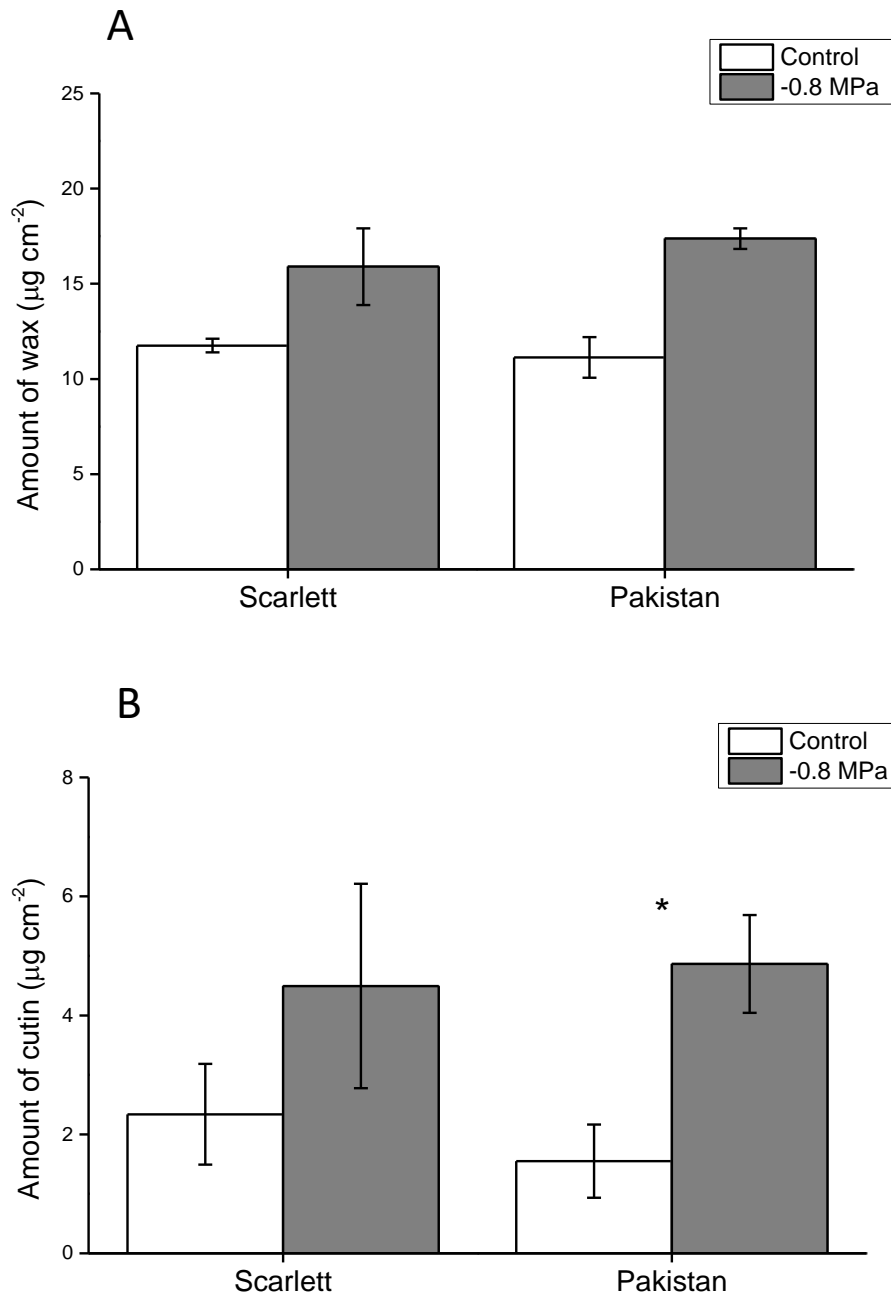 A
Control
-0.8 MPa
25
20
15
10
5
0
Amount of wax (μg cm⁻²)
Scarlett
Pakistan
B
Control
-0.8 MPa
8
6
4
2
0
Amount of cutin (μg cm⁻²)
*
Scarlett
Pakistan